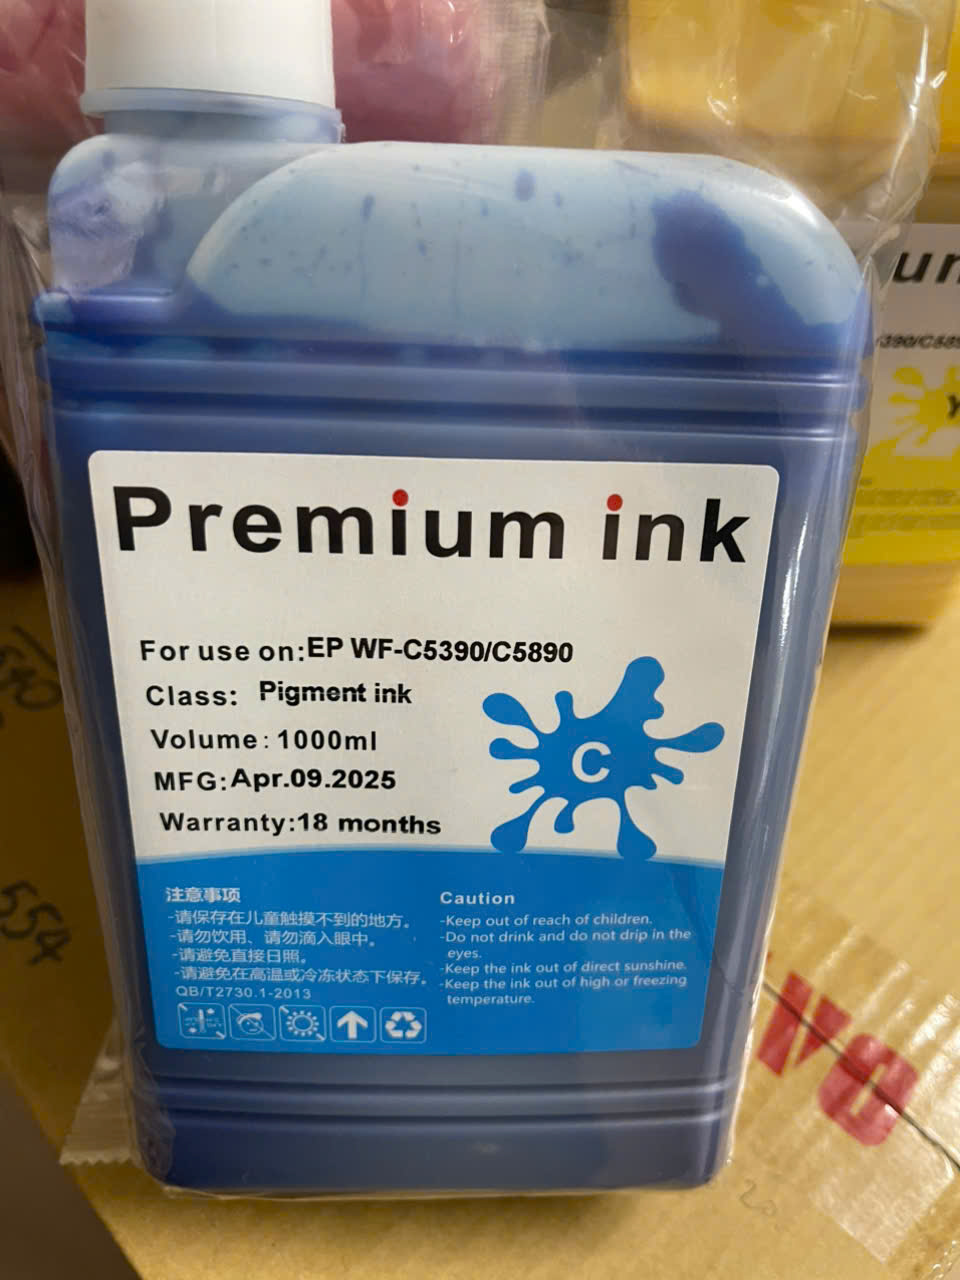 Premium ink
For use on:EP WF-C5390/C5890
Class: Pigment ink
Volume: 1000ml
MFG:Apr.09.2025
Warranty:18 months
C
注意事项
-请保存在儿童触摸不到的地方。
-请勿饮用、请勿滴入眼中。
-请避免直接日照。
-请避免在高温或冷冻状态下保存。
QB/T2730.1-2013
Caution
-Keep out of reach of children.
-Do not drink and do not drip in the
eyes.
-Keep the ink out of direct sunshine.
-Keep the ink out of high or freezing
temperature.
um
390/C589
Y
554